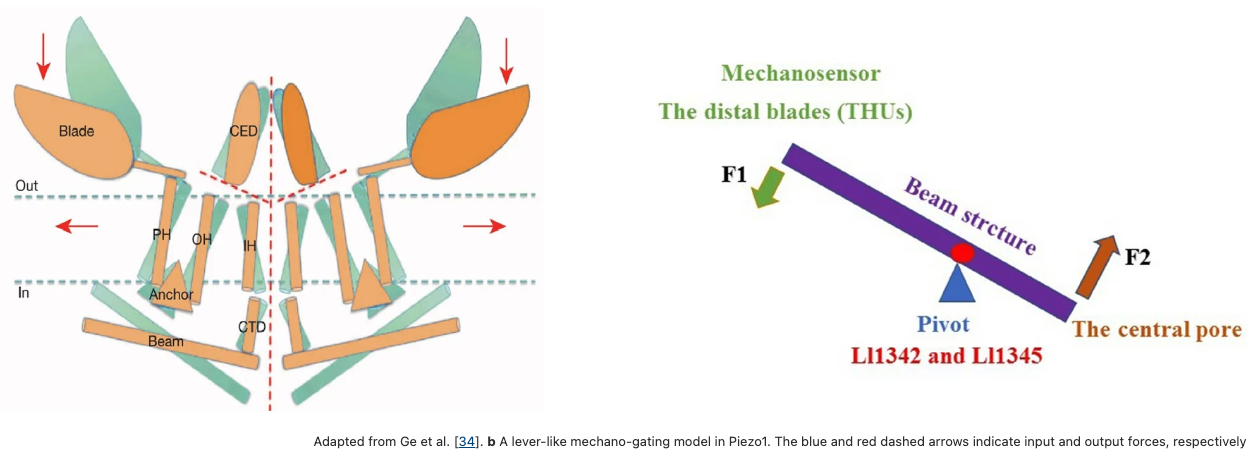 Blade
CED
Out
PH
OH
IH
In
Anchor
CTD
Beam
Mechanosensor
The distal blades (THUs)
F1
Beam strcture
F2
Pivot
The central pore
Ll1342 and Ll1345
Adapted from Ge et al. [34]. b A lever-like mechano-gating model in Piezo1. The blue and red dashed arrows indicate input and output forces, respectively